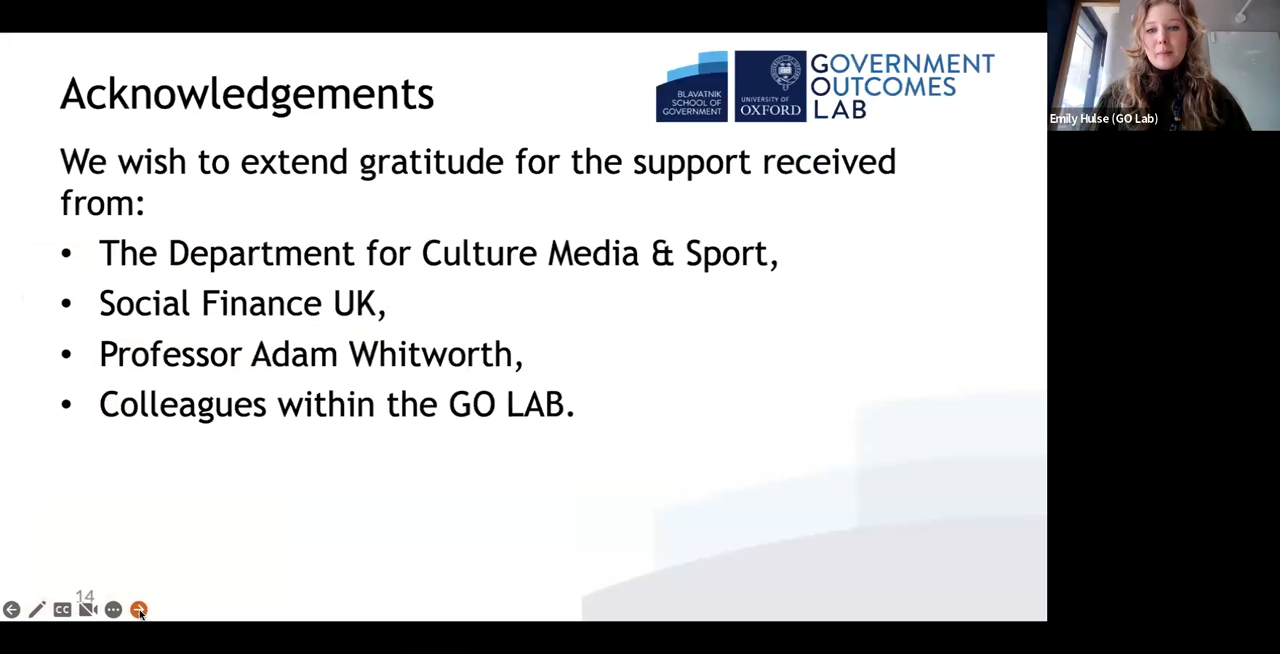 Acknowledgements
BLAVATNIK
SCHOOL OF
GOVERNMENT
UNIVERSITY OF
OXFORD
GOVERNMENT
OUTCOMES
LAB
Emily Hulse (GO Lab)
We wish to extend gratitude for the support received
from:
• The Department for Culture Media & Sport,
• Social Finance UK,
• Professor Adam Whitworth,
• Colleagues within the GO LAB.
14
CC